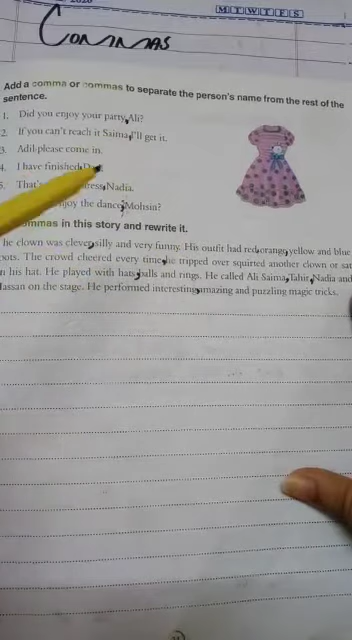 M T W T F S
Commas
Add a comma or commas to separate the person's name from the rest of the
sentence.
1. Did you enjoy your party, Ali?
2. If you can't reach it Saima, I'll get it.
3. Adil please come in.
4. I have finished,
5. That's dress, Nadia.
enjoy the dance, Mohsin?
commas in this story and rewrite it.
he clown was clever, silly and very funny. His outfit had red, orange, yellow and blue
pots. The crowd cheered every time, he tripped over squirted another clown or sat
n his hat. He played with hats, balls and rings. He called Ali Saima, Tahir, Nadia and
Hassan on the stage. He performed interesting, amazing and puzzling magic tricks.